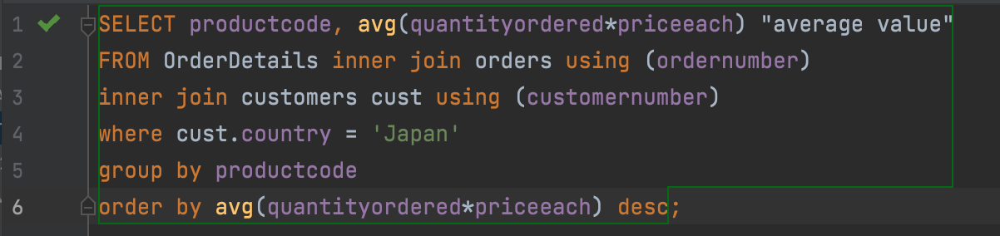 1 SELECT productcode, avg(quantityordered*priceeach) "average value"
2 FROM OrderDetails inner join orders using (ordernumber)
3 inner join customers cust using (customernumber)
4 where cust.country = 'Japan'
5 group by productcode
6 order by avg(quantityordered*priceeach) desc;